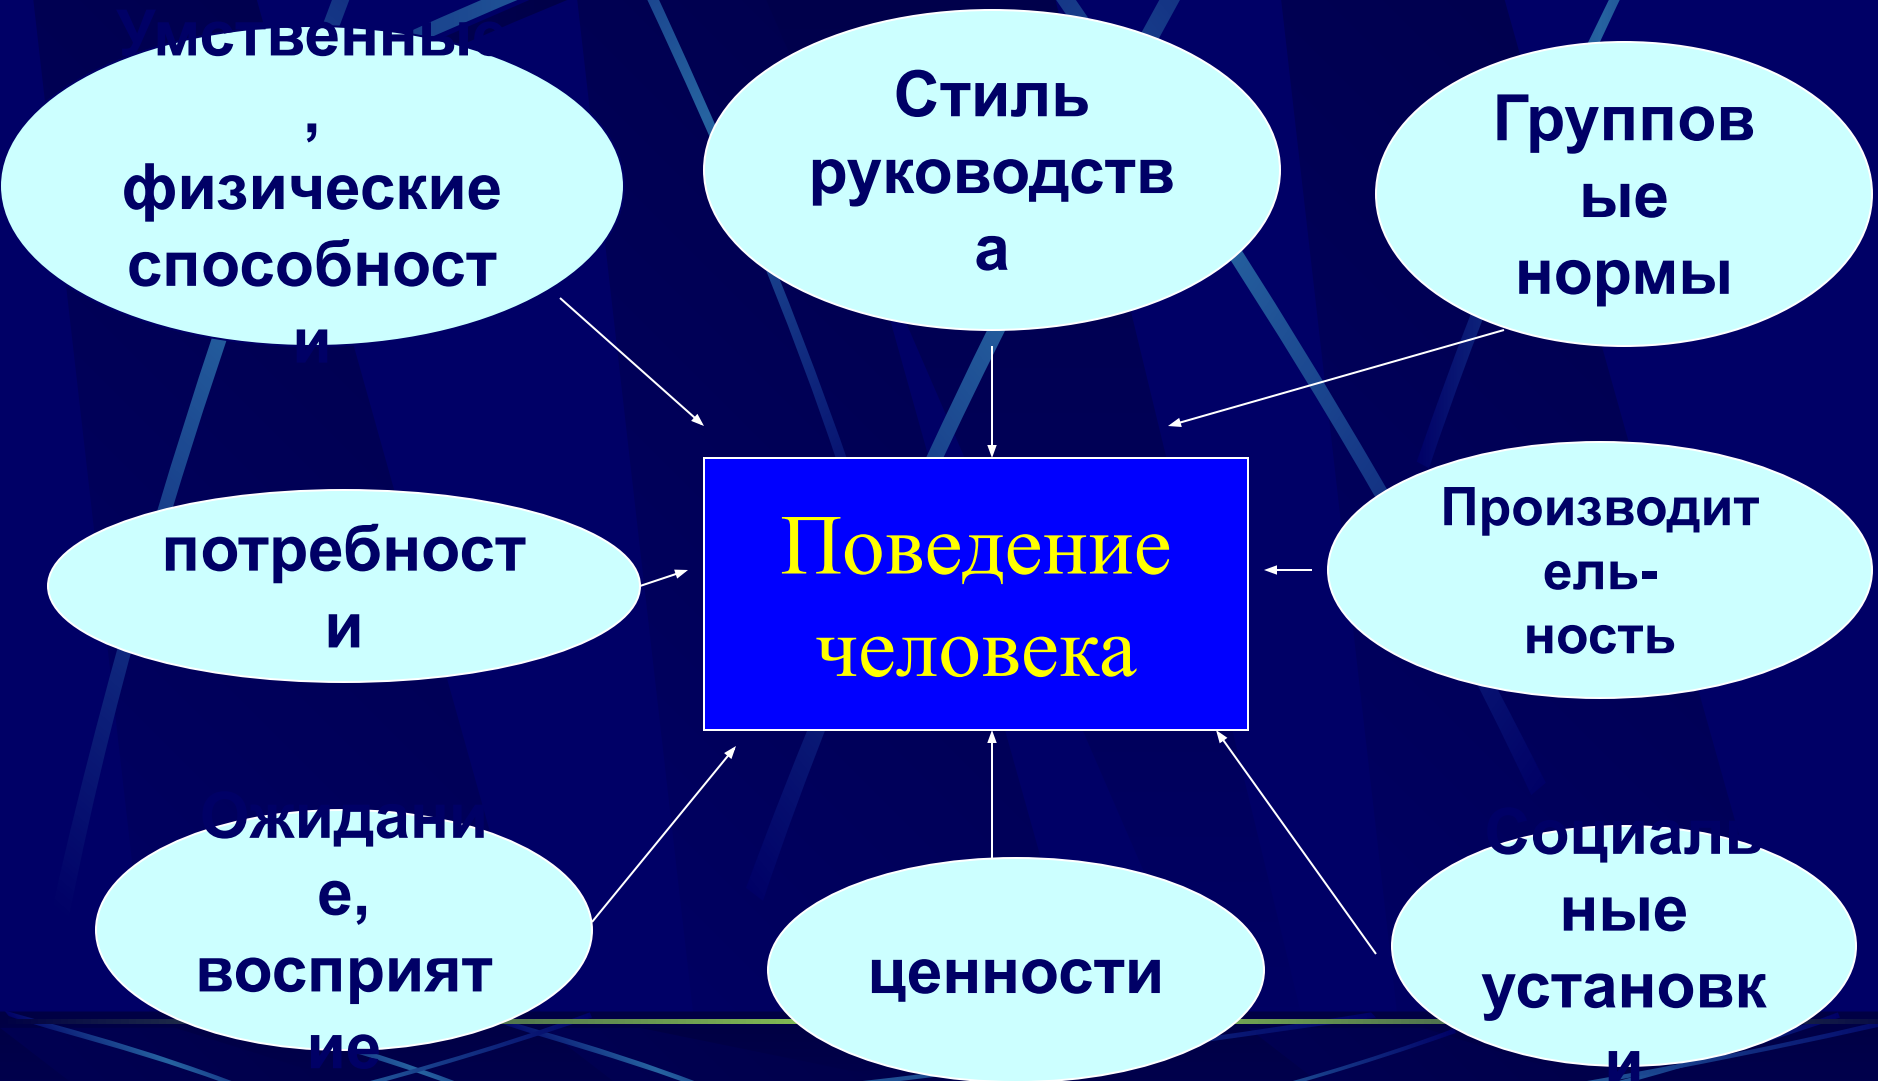 Умственные
,
физические
способност
и
Стиль
руководств
а
Группов
ые
нормы
потребност
и
Поведение
человека
Производит
ель-
ность
Ожидани
е,
восприят
ие
ценности
Социаль
ные
установк
и